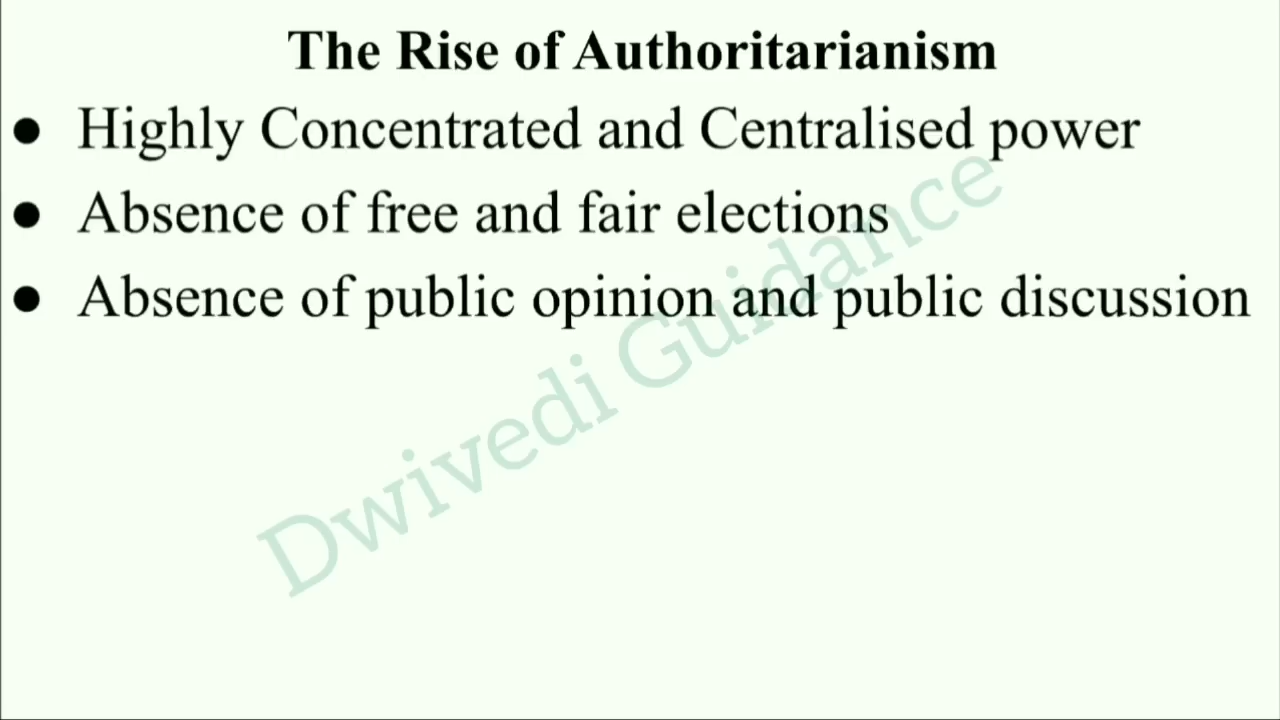 The Rise of Authoritarianism
● Highly Concentrated and Centralised power
● Absence of free and fair elections
● Absence of public opinion and public discussion
Dwivedi Guidance